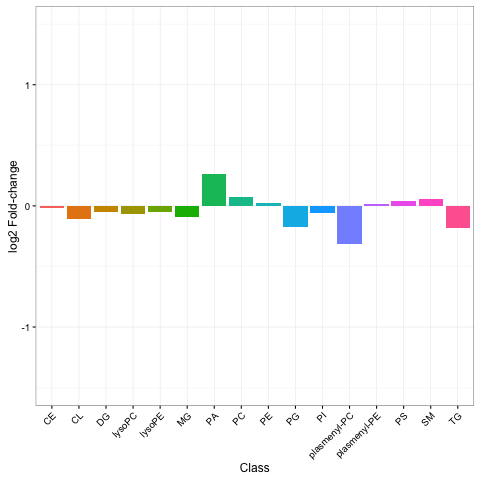 log2 Fold-change
1
0
-1
CE
CL
DG
lysoPC
lysoPE
MG
PA
PC
PE
PG
PI
plasmenyl-PC
plasmenyl-PE
PS
SM
TG
Class